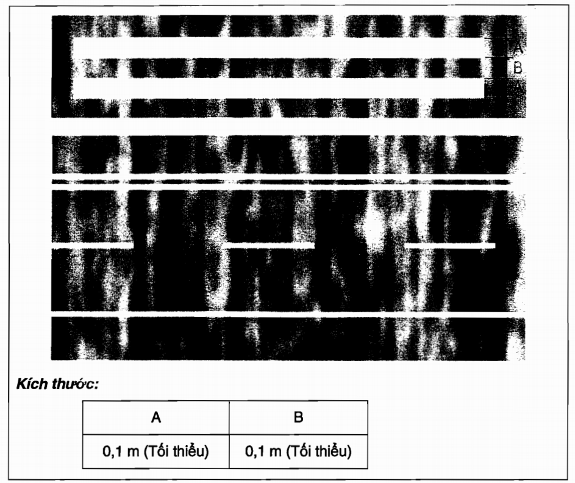 A
B
Kích thước:
A B
0,1 m (Tối thiểu) 0,1 m (Tối thiểu)